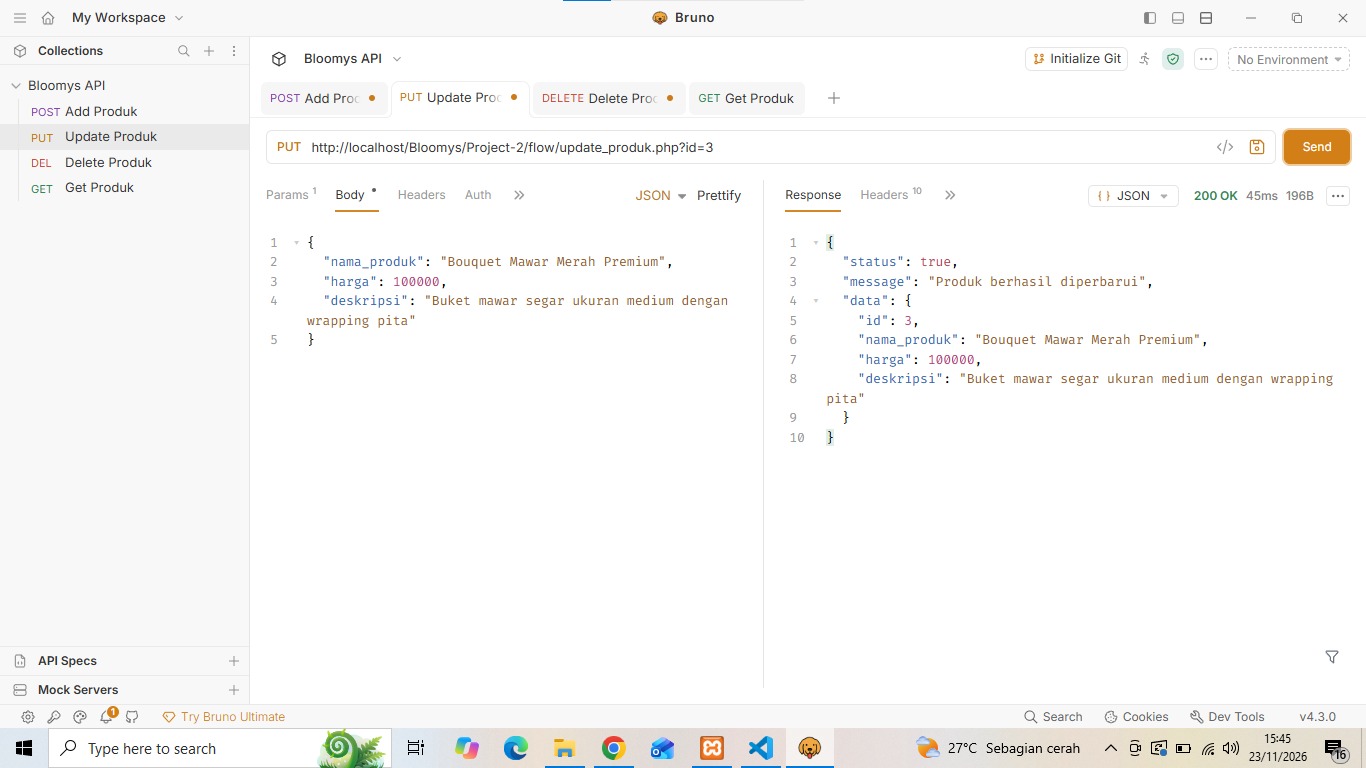 My Workspace
Bruno
Collections
Bloomys API
POST Add Produk
PUT Update Produk
DEL Delete Produk
GET Get Produk
API Specs
Mock Servers
Bloomys API
Initialize Git
No Environment
POST Add Proc
PUT Update Proc
DELETE Delete Proc
GET Get Produk
PUT http://localhost/Bloomys/Project-2/flow/update_produk.php?id=3
Send
Params 1 Body Headers Auth JSON Prettify
1 {
2 "nama_produk": "Bouquet Mawar Merah Premium",
3 "harga": 100000,
4 "deskripsi": "Buket mawar segar ukuran medium dengan
wrapping pita"
5 }
Response Headers 10 { } JSON 200 OK 45ms 196B
1 {
2 "status": true,
3 "message": "Produk berhasil diperbarui",
4 "data": {
5 "id": 3,
6 "nama_produk": "Bouquet Mawar Merah Premium",
7 "harga": 100000,
8 "deskripsi": "Buket mawar segar ukuran medium dengan wrapping
pita"
9 }
10 }
1
Try Bruno Ultimate
Search
Cookies
Dev Tools
v4.3.0
Type here to search
27°C Sebagian cerah
15:45
23/11/2026
16